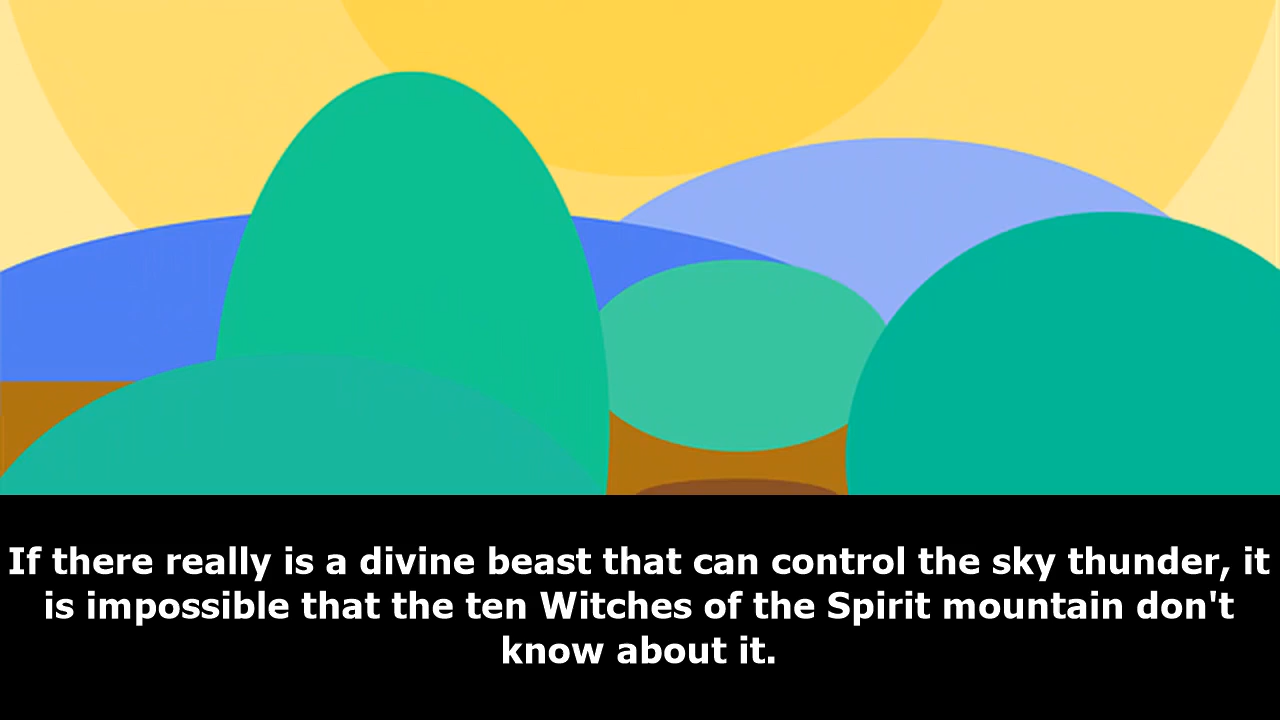 If there really is a divine beast that can control the sky thunder, it
is impossible that the ten Witches of the Spirit mountain don't
know about it.